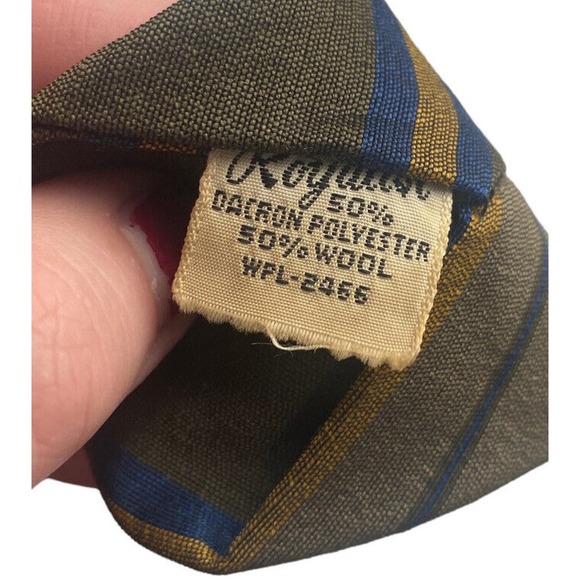 50%
DACRON POLYESTER
50% WOOL
WPL-2466